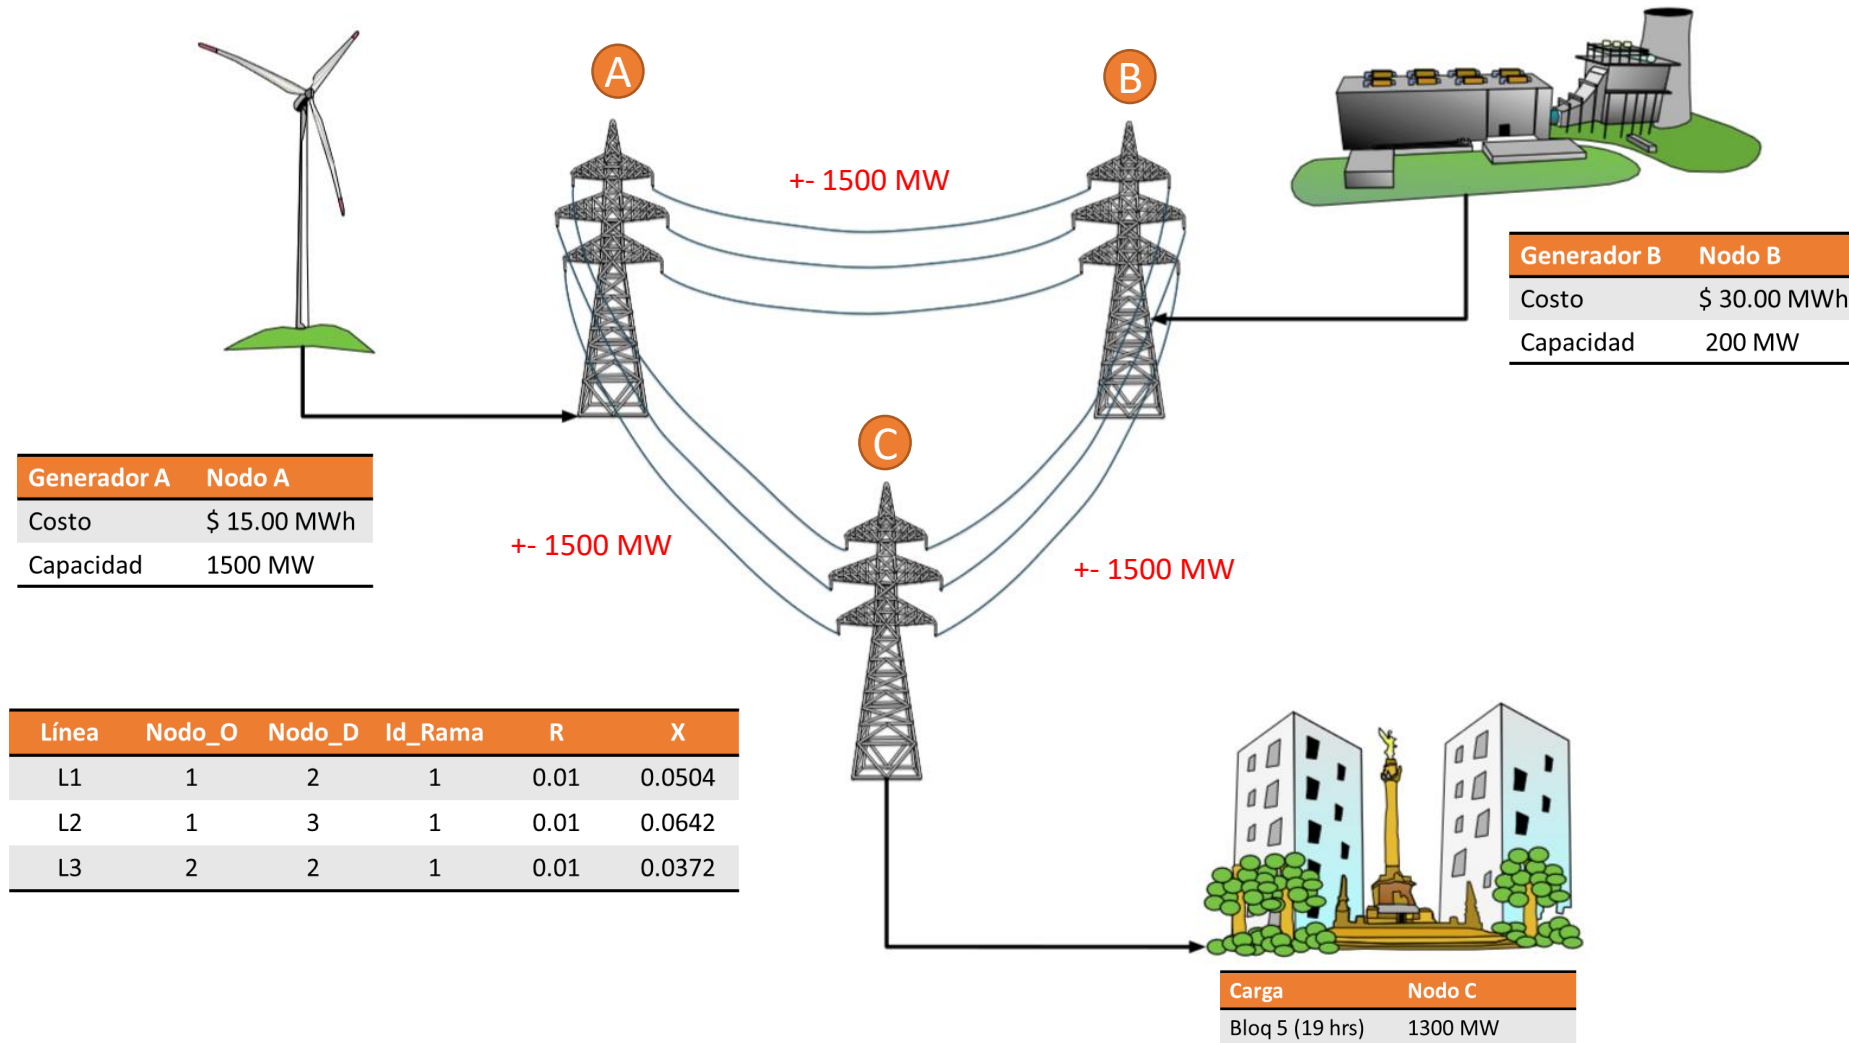 A
B
+- 1500 MW
Generador B Nodo B
Costo $ 30.00 MWh
Capacidad 200 MW
C
Generador A Nodo A
Costo $ 15.00 MWh
Capacidad 1500 MW
+- 1500 MW
+- 1500 MW
Línea Nodo_O Nodo_D Id_Rama R X
L1 1 2 1 0.01 0.0504
L2 1 3 1 0.01 0.0642
L3 2 2 1 0.01 0.0372
Carga Nodo C
Bloq 5 (19 hrs) 1300 MW